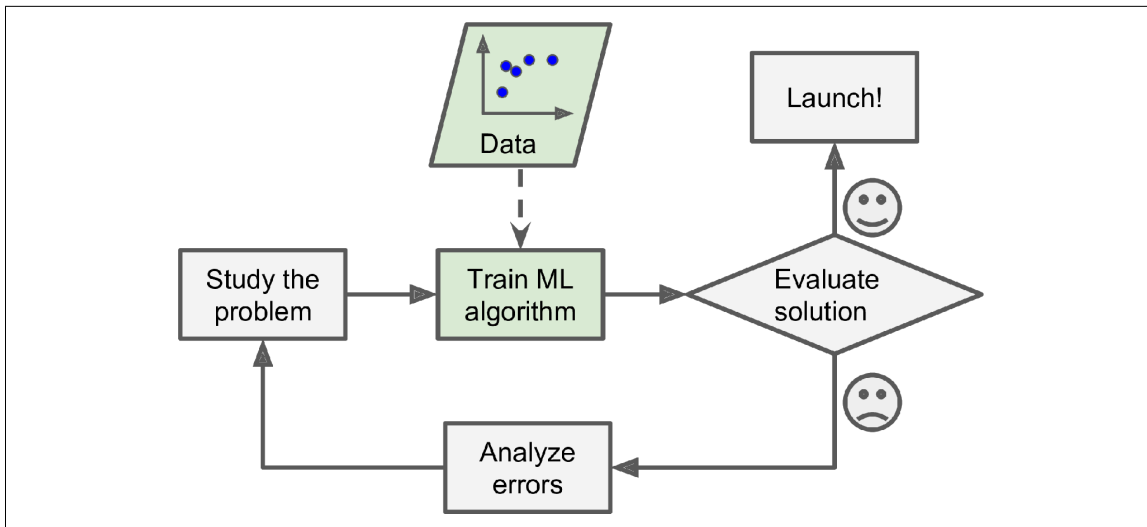 Data
Launch!
Study the
problem
Train ML
algorithm
Evaluate
solution
Analyze
errors